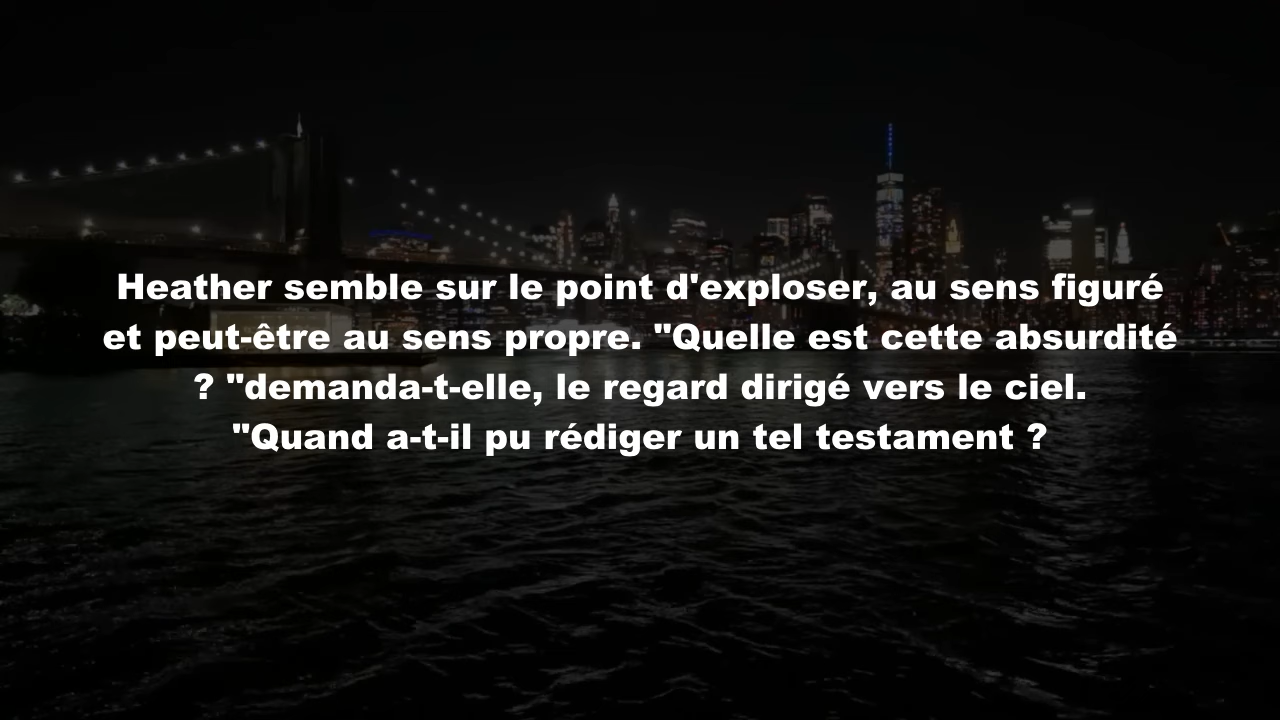 Heather semble sur le point d'exploser, au sens figuré
et peut-être au sens propre. "Quelle est cette absurdité
? "demanda-t-elle, le regard dirigé vers le ciel.
"Quand a-t-il pu rédiger un tel testament ?